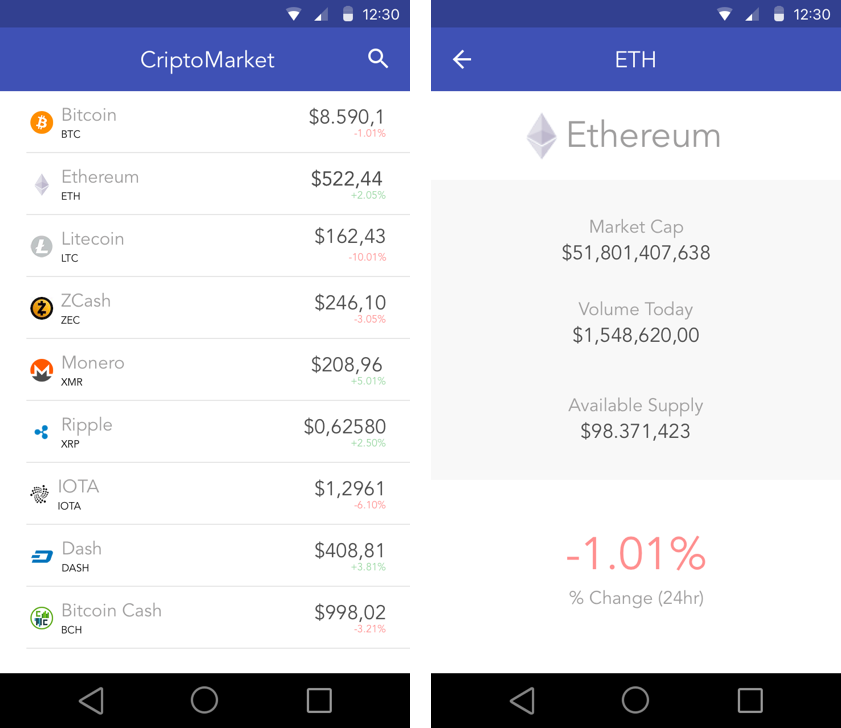 12:30
CriptoMarket
Bitcoin
$8.590,1
BTC
-1.01%
Ethereum
$522,44
ETH
+2.05%
Litecoin
$162,43
LTC
-10.01%
ZCash
$246,10
ZEC
-3.05%
Monero
$208,96
XMR
+5.01%
Ripple
$0,62580
XRP
+2.50%
IOTA
$1,2961
IOTA
-6.10%
Dash
$408,81
DASH
+3.81%
Bitcoin Cash
$998,02
BCH
-3.21%
12:30
ETH
Ethereum
Market Cap
$51,801,407,638
Volume Today
$1,548,620,00
Available Supply
$98.371,423
-1.01%
% Change (24hr)